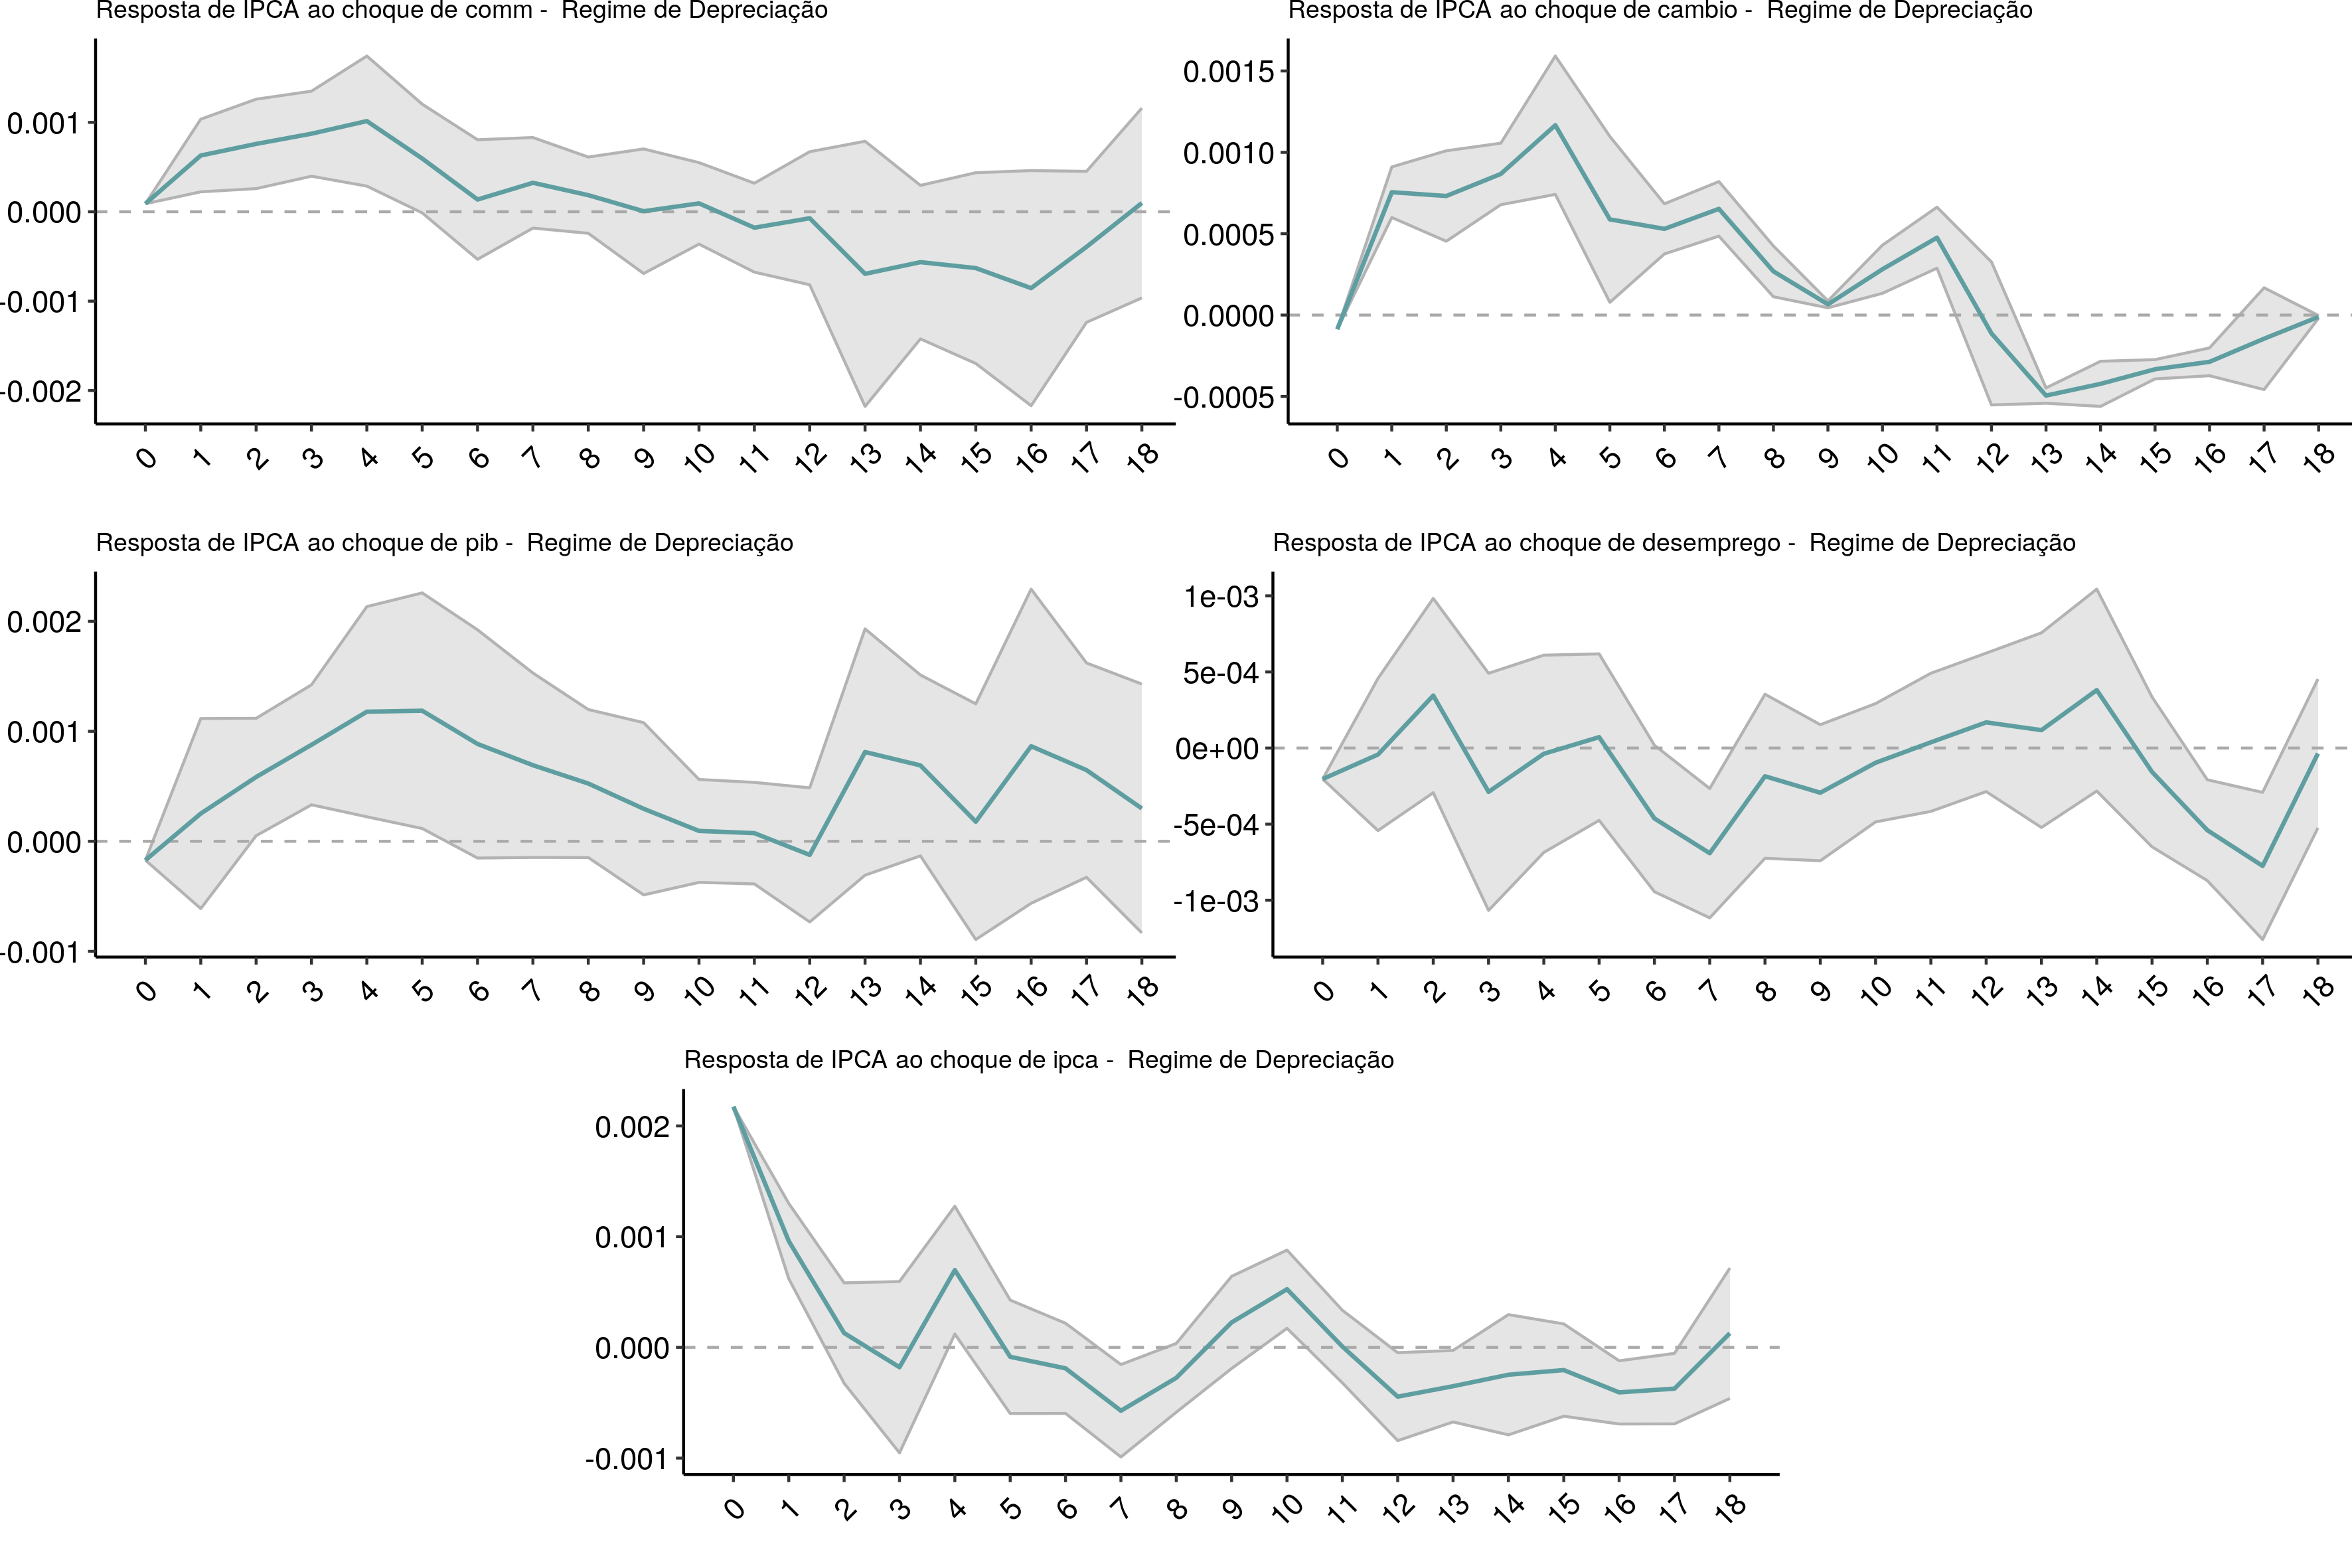 Resposta de IPCA ao choque de comm -  Regime de Depreciação
0.001
0.000
-0.001
-0.002
0 1 2 3 4 5 6 7 8 9 10 11 12 13 14 15 16 17 18
Resposta de IPCA ao choque de cambio -  Regime de Depreciação
0.0015
0.0010
0.0005
0.0000
-0.0005
0 1 2 3 4 5 6 7 8 9 10 11 12 13 14 15 16 17 18
Resposta de IPCA ao choque de pib -  Regime de Depreciação
0.002
0.001
0.000
-0.001
0 1 2 3 4 5 6 7 8 9 10 11 12 13 14 15 16 17 18
Resposta de IPCA ao choque de desemprego -  Regime de Depreciação
1e-03
5e-04
0e+00
-5e-04
-1e-03
0 1 2 3 4 5 6 7 8 9 10 11 12 13 14 15 16 17 18
Resposta de IPCA ao choque de ipca -  Regime de Depreciação
0.002
0.001
0.000
-0.001
0 1 2 3 4 5 6 7 8 9 10 11 12 13 14 15 16 17 18